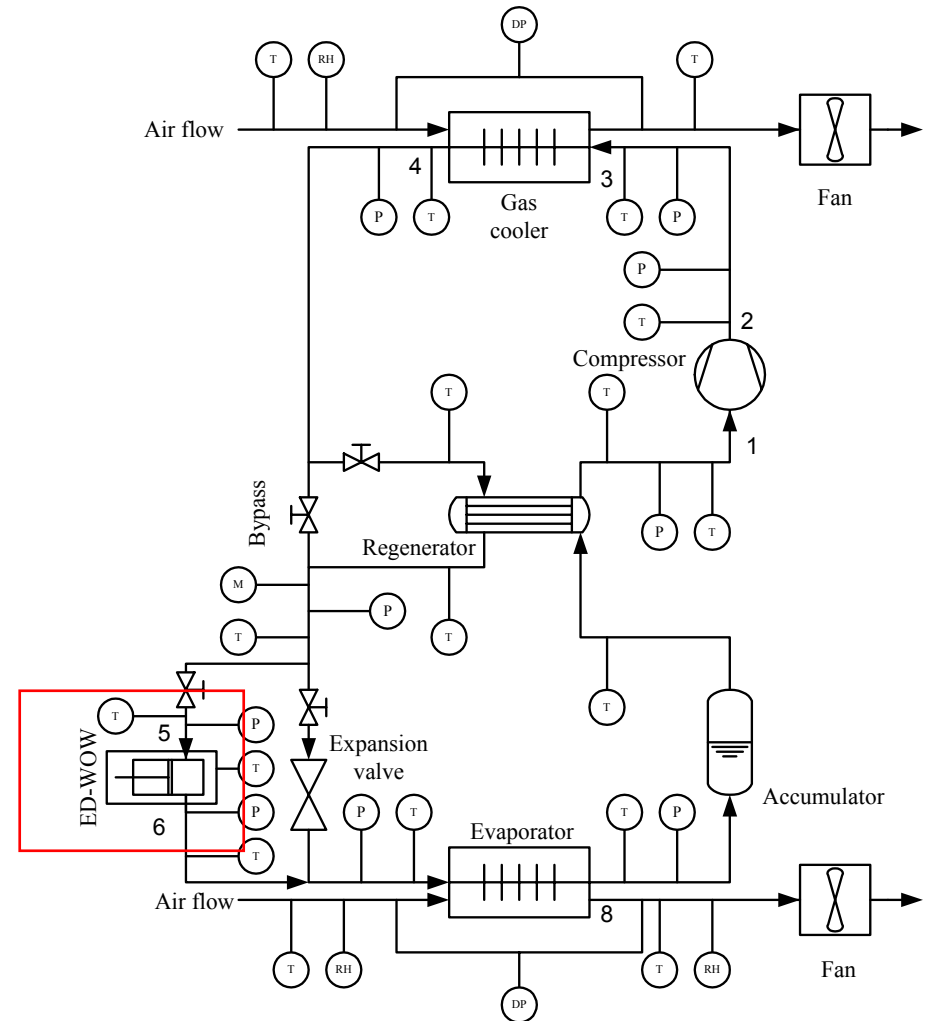 DP
T
RH
T
Air flow
4
3
Fan
P
T
Gas
cooler
T
P
P
T
2
Compressor
T
T
1
Bypass
Regenerator
P
T
M
P
T
T
T
T
5
P
ED-WOW
Expansion
valve
T
6
P
P
T
Evaporator
T
P
Accumulator
T
Air flow
8
T
RH
DP
T
RH
Fan